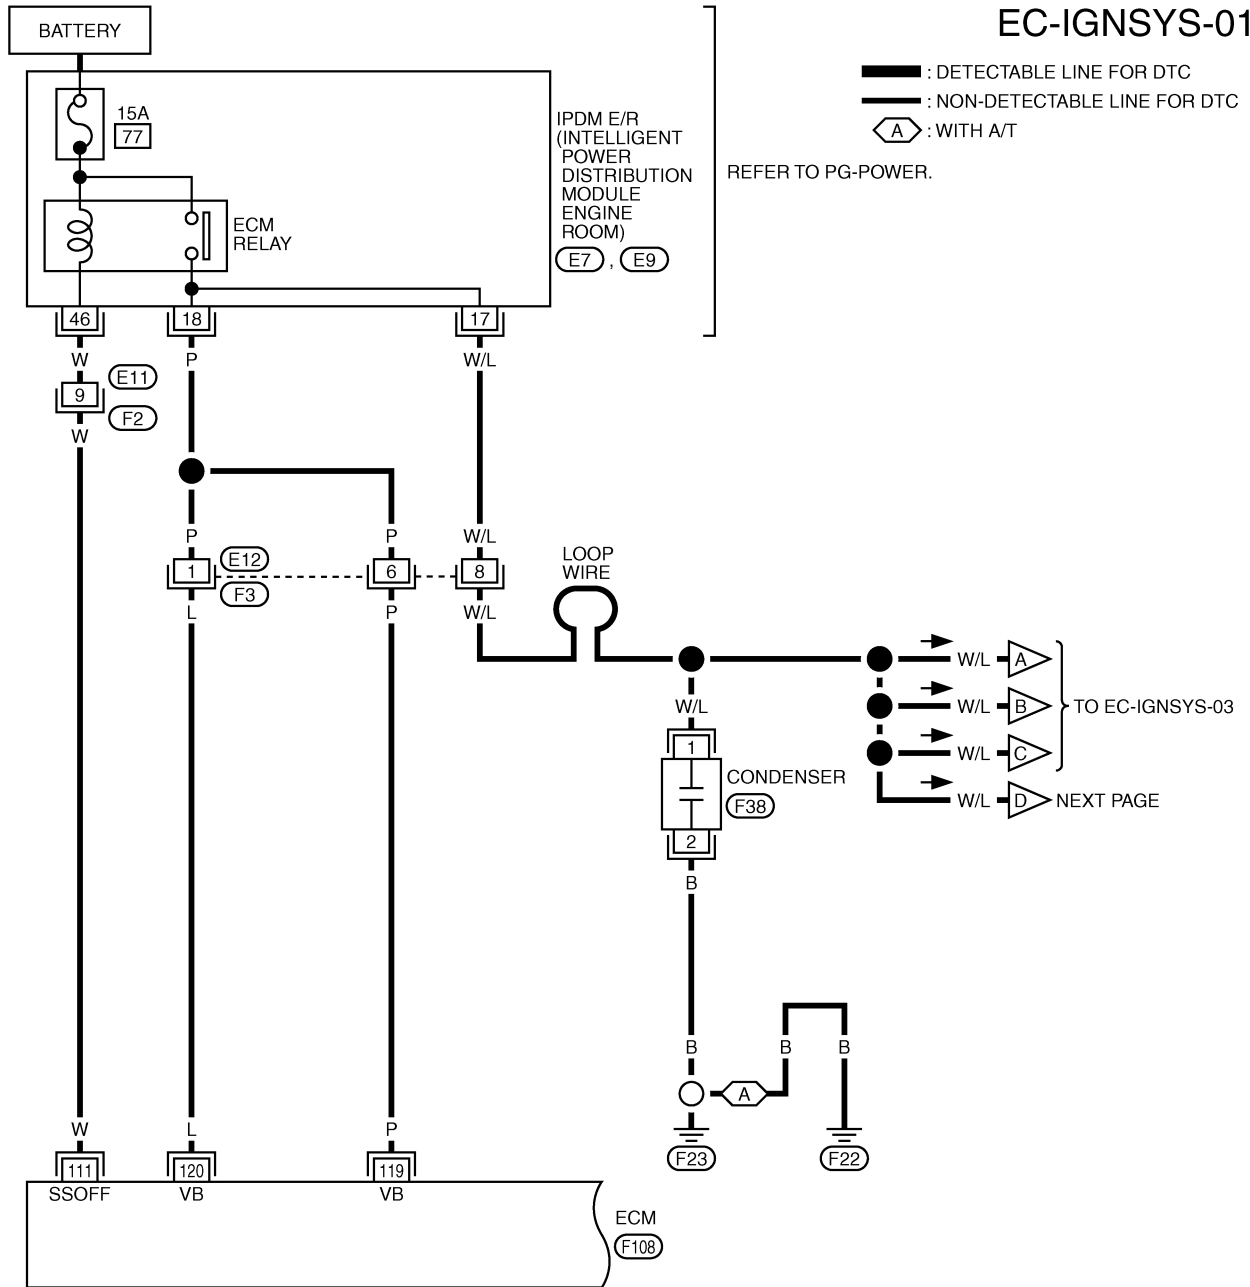 EC-IGNSYS-01
BATTERY
: DETECTABLE LINE FOR DTC
: NON-DETECTABLE LINE FOR DTC
A : WITH A/T
15A
77
IPDM E/R
(INTELLIGENT
POWER
DISTRIBUTION
MODULE
ENGINE
ROOM)
E7 , E9
REFER TO PG-POWER.
ECM
RELAY
46
18
17
W
P
W/L
E11
9
F2
W
P
P
W/L
E12
1
6
8
F3
L
P
W/L
LOOP
WIRE
W/L
A
W/L
B
W/L
C
TO EC-IGNSYS-03
W/L
D
NEXT PAGE
W/L
1
CONDENSER
F38
2
B
B
B
B
A
F23
F22
W
L
P
111
120
119
SSOFF
VB
VB
ECM
F108